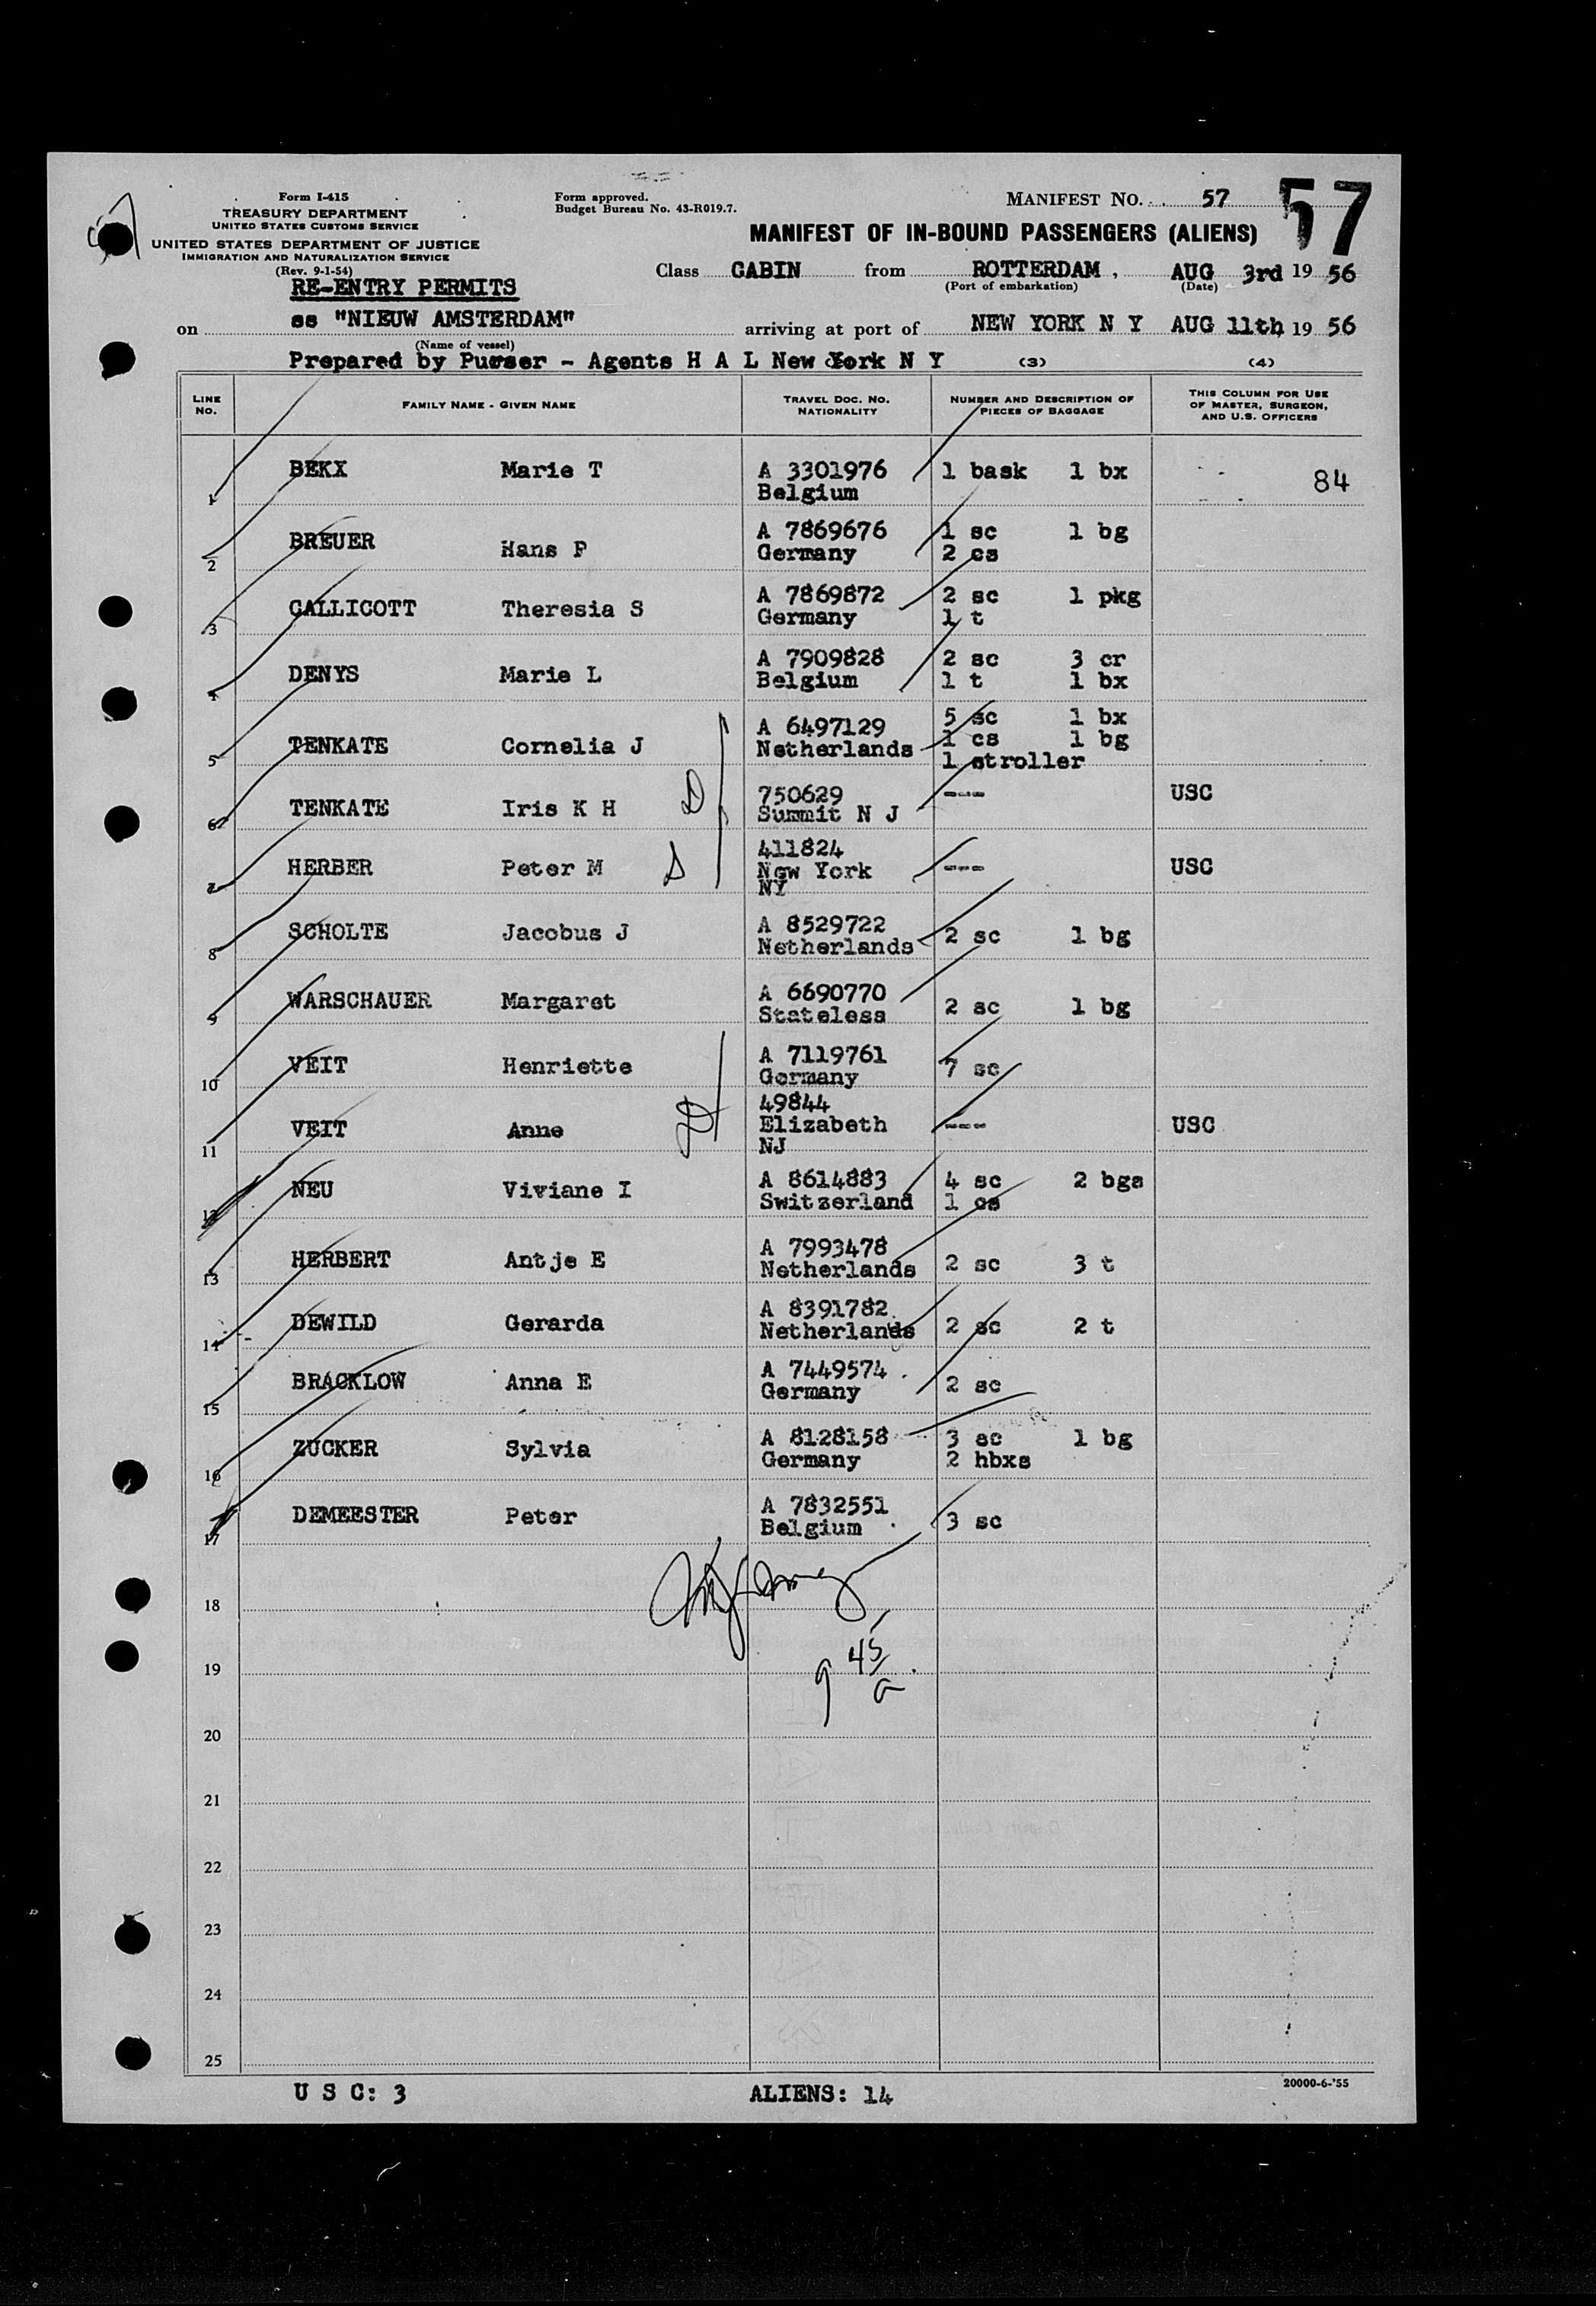 Form I-415
TREASURY DEPARTMENT
UNITED STATES CUSTOMS SERVICE
UNITED STATES DEPARTMENT OF JUSTICE
IMMIGRATION AND NATURALIZATION SERVICE
(Rev. 9-1-54)
RE-ENTRY PERMITS
Form approved.
Budget Bureau No. 43-R019.7.
MANIFEST NO. 57 57
MANIFEST OF IN-BOUND PASSENGERS (ALIENS)
Class CABIN from ROTTERDAM, AUG 3rd 19 56
(Port of embarkation) (Date)
on ss "NIEUW AMSTERDAM" arriving at port of NEW YORK N Y AUG 11th, 19 56
(Name of vessel)
Prepared by Purser - Agents H A L New York N Y (3) (4)
LINE NO. FAMILY NAME - GIVEN NAME TRAVEL DOC. NO. NATIONALITY NUMBER AND DESCRIPTION OF PIECES OF BAGGAGE THIS COLUMN FOR USE OF MASTER, SURGEON, AND U.S. OFFICERS
1 BEKX Marie T A 3301976 Belgium 1 bask 1 bx 84
2 BREUER Hans P A 7869676 Germany 1 sc 1 bg 2 cs
3 CALLICOTT Theresia S A 7869872 Germany 2 sc 1 pkg 1 t
4 DENYS Marie L A 7909828 Belgium 2 sc 3 cr 1 t 1 bx
5 TENKATE Cornelia J A 6497129 Netherlands 5 sc 1 bx 1 cs 1 bg 1 stroller
6 TENKATE Iris K H D 750629 Summit N J --- USC
7 HERBER Peter M S 411824 New York NY --- USC
8 SCHOLTE Jacobus J A 8529722 Netherlands 2 sc 1 bg
9 WARSCHAUER Margaret A 6690770 Stateless 2 sc 1 bg
10 VEIT Henriette A 7119761 Germany 7 sc
11 VEIT Anne D 49844 Elizabeth NJ --- USC
12 NEU Viviane I A 8614883 Switzerland 4 sc 2 bgs 1 cs
13 HERBERT Antje E A 7993478 Netherlands 2 sc 3 t
14 DEWILD Gerarda A 8391782 Netherlands 2 sc 2 t
15 BRACKLOW Anna E A 7449574 Germany 2 sc
16 ZUCKER Sylvia A 8128158 Germany 3 sc 1 bg 2 hbxs
17 DEMEESTER Peter A 7832551 Belgium 3 sc
18
19 9 45/a
20
21
22
23
24
25
U S C: 3 ALIENS: 14 20000-6-'55